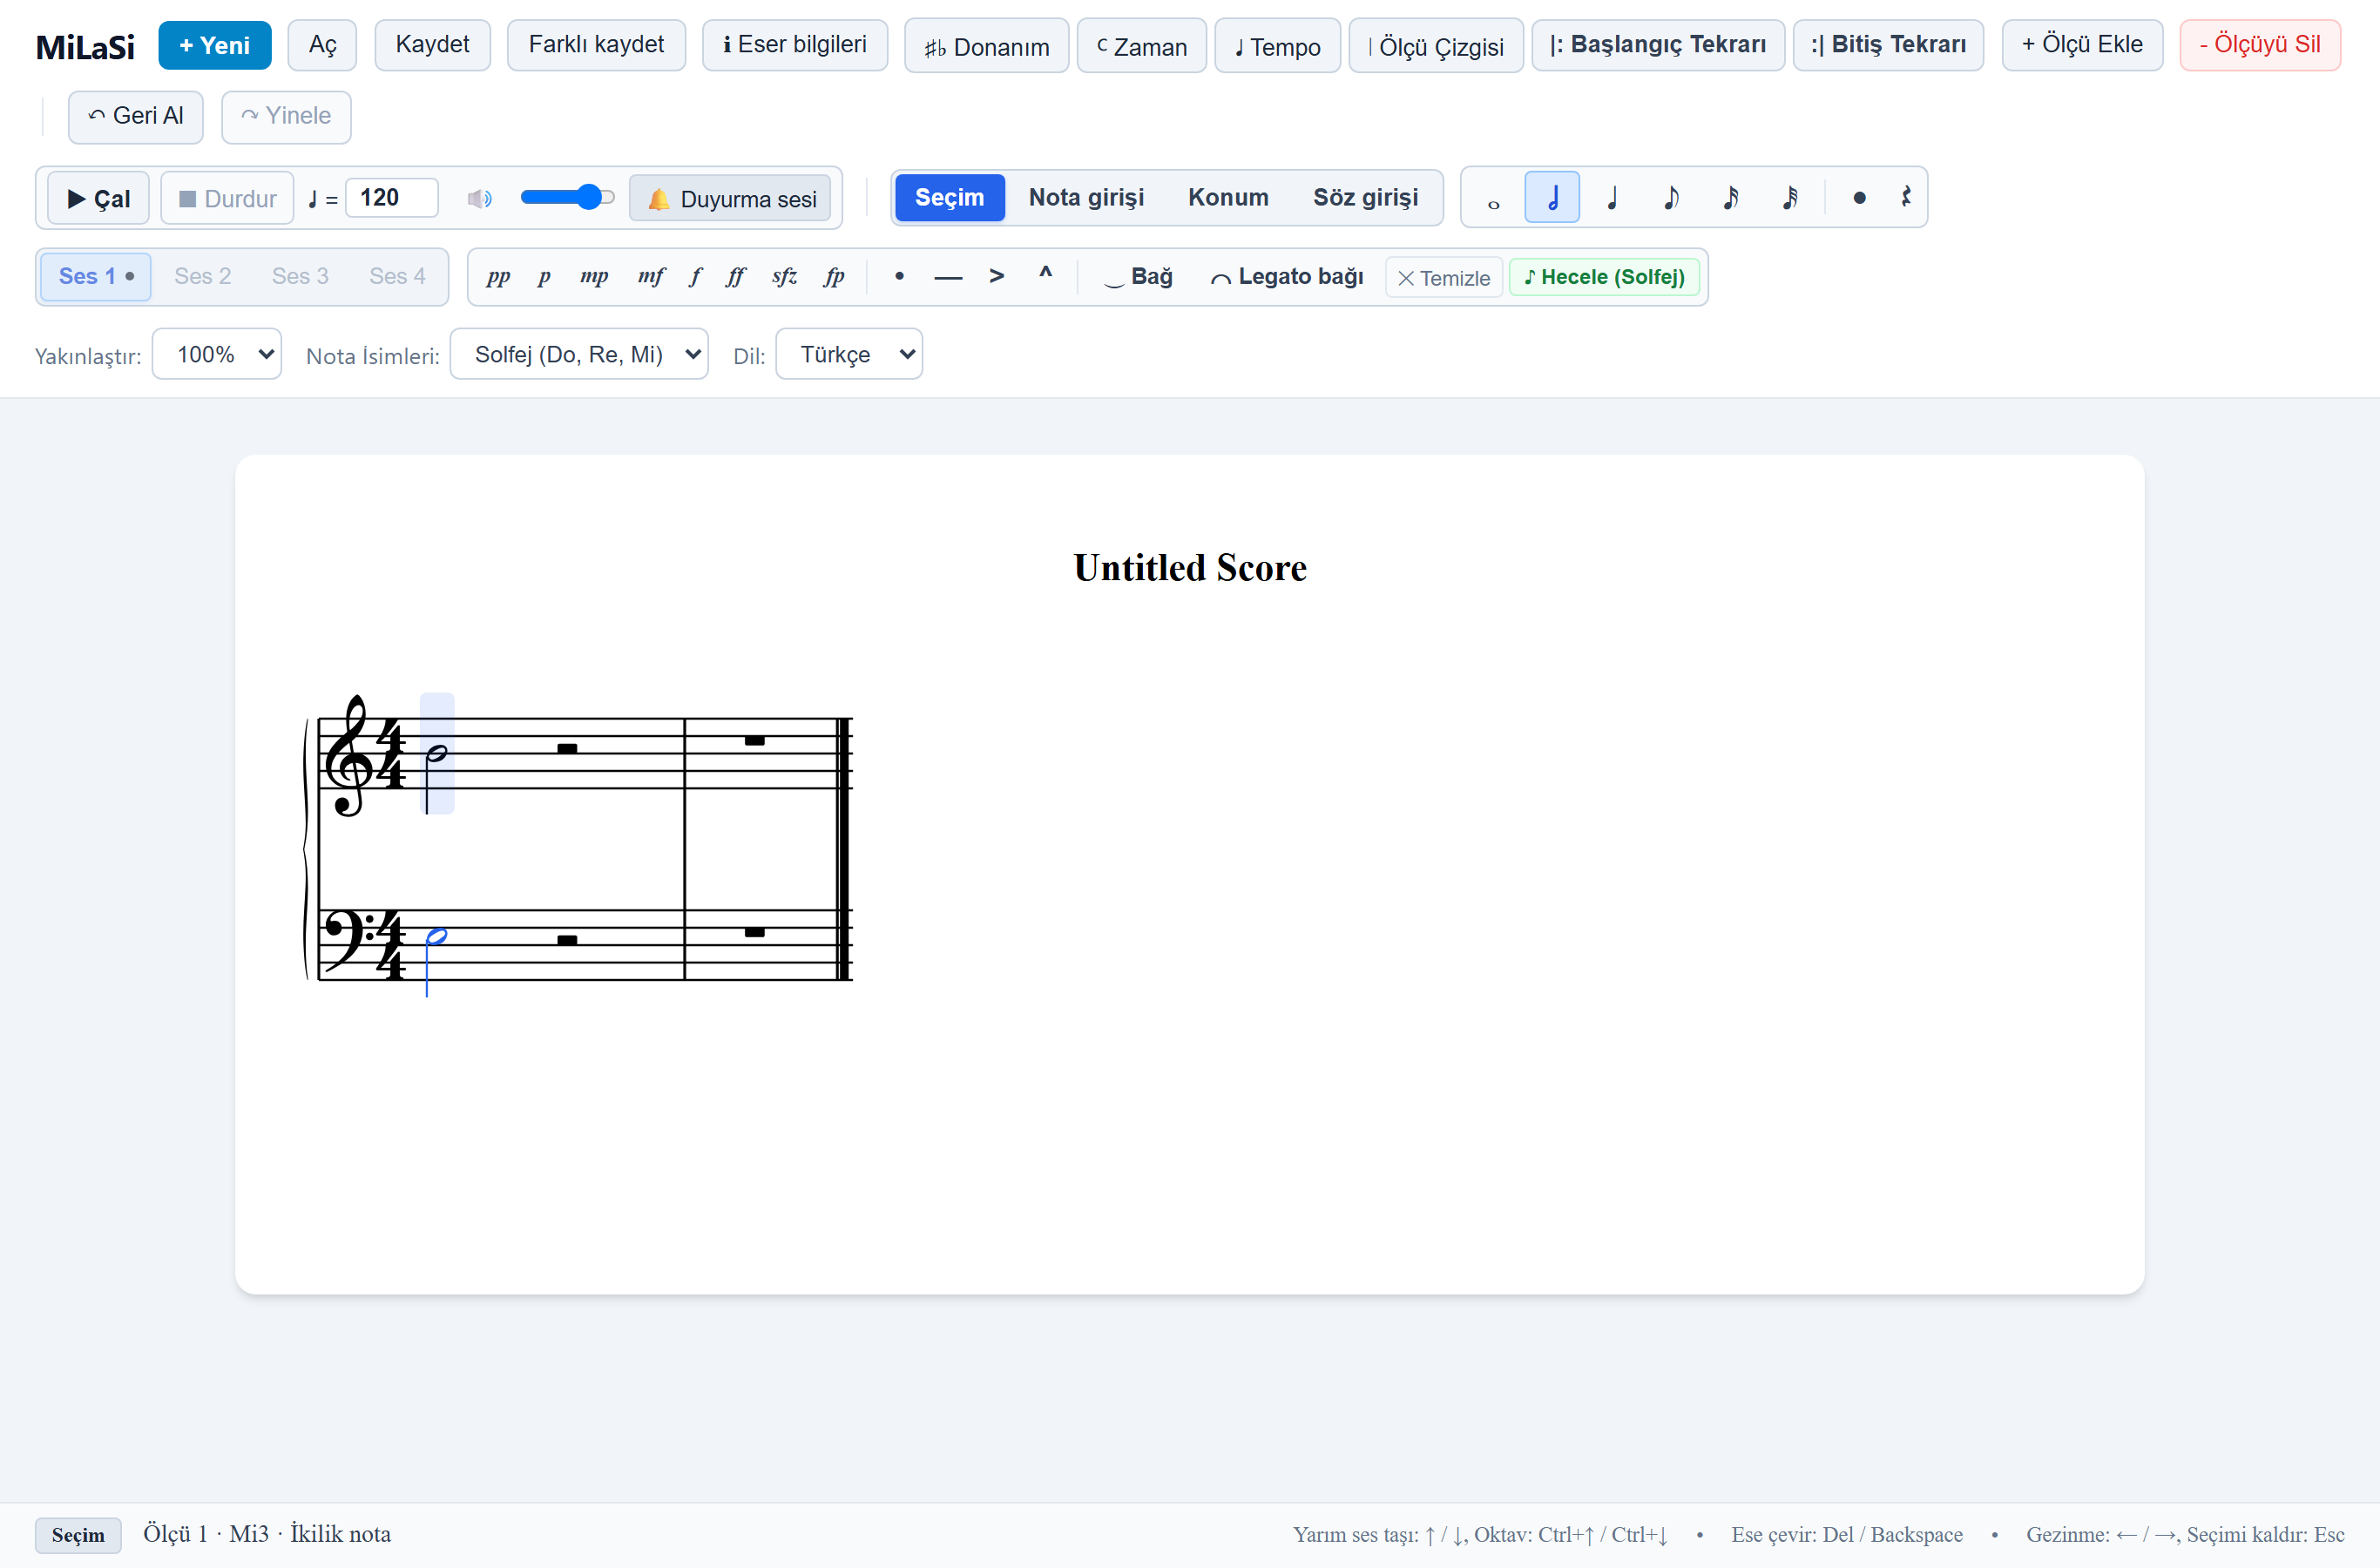 MiLaSi + Yeni Aç Kaydet Farklı kaydet ℹ Eser bilgileri ♯♭ Donanım C Zaman ♩ Tempo | Ölçü Çizgisi |: Başlangıç Tekrarı :| Bitiş Tekrarı + Ölçü Ekle - Ölçüyü Sil
↶ Geri Al ↷ Yinele
▶ Çal ■ Durdur ♩ = 120 🔊 🔔 Duyurma sesi Seçim Nota girişi Konum Söz girişi
Ses 1 • Ses 2 Ses 3 Ses 4 pp p mp mf f ff sfz fp • — > ^ ‿ Bağ ⌒ Legato bağı × Temizle ♪ Hecele (Solfej)
Yakınlaştır: 100% Nota İsimleri: Solfej (Do, Re, Mi) Dil: Türkçe
Untitled Score
4 4
4 4
Seçim Ölçü 1 · Mi3 · İkilik nota Yarım ses taşı: ↑ / ↓, Oktav: Ctrl+↑ / Ctrl+↓ • Ese çevir: Del / Backspace • Gezinme: ← / →, Seçimi kaldır: Esc